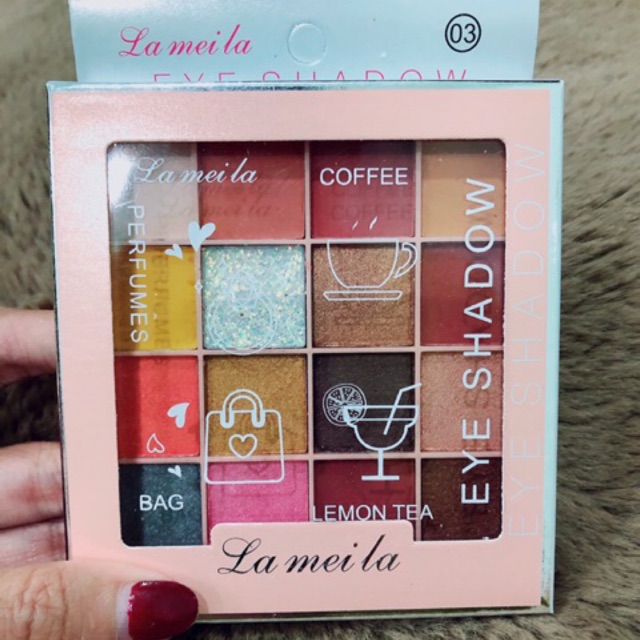 La mei la
03
EYE SHADOW
La mei la
COFFEE
PERFUMES
EYE SHADOW
EYE SHADOW
BAG
LEMON TEA
La mei la